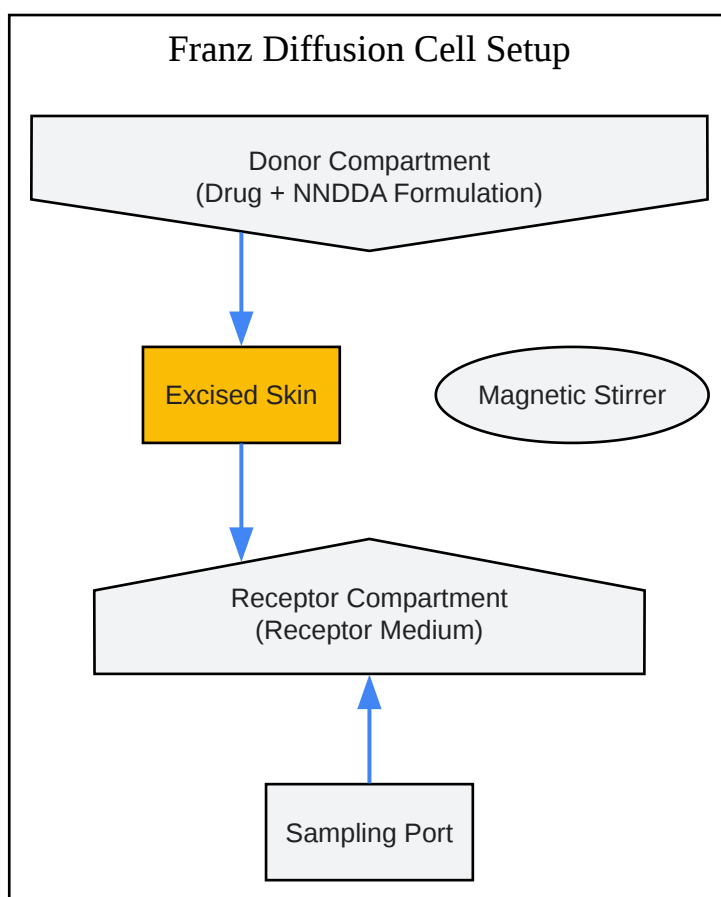 Franz Diffusion Cell Setup
Donor Compartment
(Drug + NNDDA Formulation)
Excised Skin
Magnetic Stirrer
Receptor Compartment
(Receptor Medium)
Sampling Port